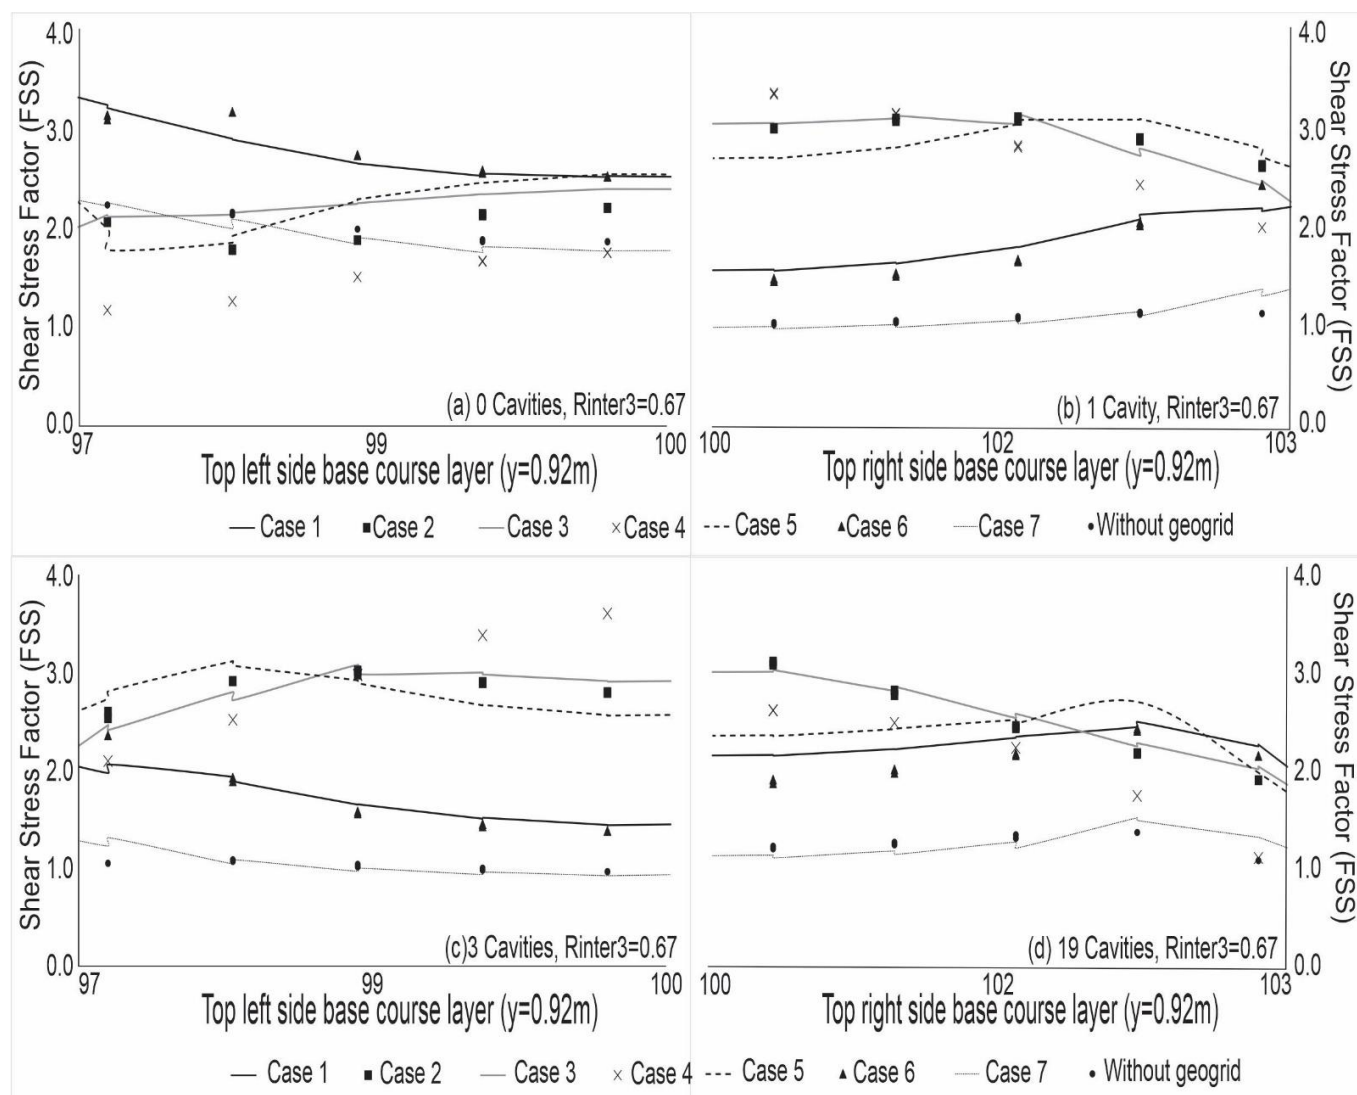 4.0
3.0
2.0
1.0
0.0
Shear Stress Factor (FSS)
(a) 0 Cavities, Rinter3=0.67
97 99 100
Top left side base course layer (y=0.92m)
4.0
3.0
2.0
1.0
0.0
Shear Stress Factor (FSS)
(b) 1 Cavity, Rinter3=0.67
100 102 103
Top right side base course layer (y=0.92m)
Case 1 Case 2 Case 3 Case 4 Case 5 Case 6 Case 7 Without geogrid
4.0
3.0
2.0
1.0
0.0
Shear Stress Factor (FSS)
(c)3 Cavities, Rinter3=0.67
97 99 100
Top left side base course layer (y=0.92m)
4.0
3.0
2.0
1.0
0.0
Shear Stress Factor (FSS)
(d) 19 Cavities, Rinter3=0.67
100 102 103
Top right side base course layer (y=0.92m)
Case 1 Case 2 Case 3 Case 4 Case 5 Case 6 Case 7 Without geogrid